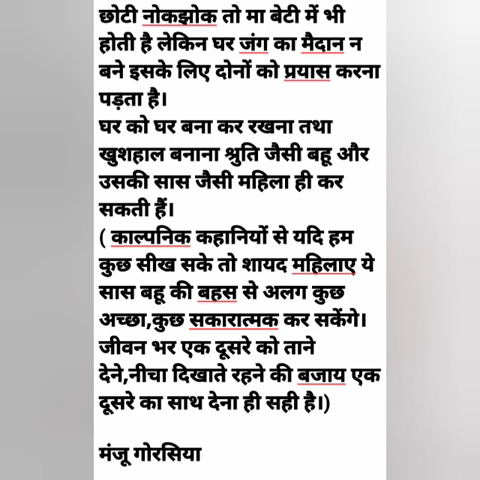 छोटी नोकझोक तो मा बेटी में भी
होती है लेकिन घर जंग का मैदान न
बने इसके लिए दोनों को प्रयास करना
पड़ता है।
घर को घर बना कर रखना तथा
खुशहाल बनाना श्रुति जैसी बहू और
उसकी सास जैसी महिला ही कर
सकती हैं।
( काल्पनिक कहानियों से यदि हम
कुछ सीख सके तो शायद महिलाए ये
सास बहू की बहस से अलग कुछ
अच्छा,कुछ सकारात्मक कर सकेंगे।
जीवन भर एक दूसरे को ताने
देने,नीचा दिखाते रहने की बजाय एक
दूसरे का साथ देना ही सही है।)
मंजू गोरसिया